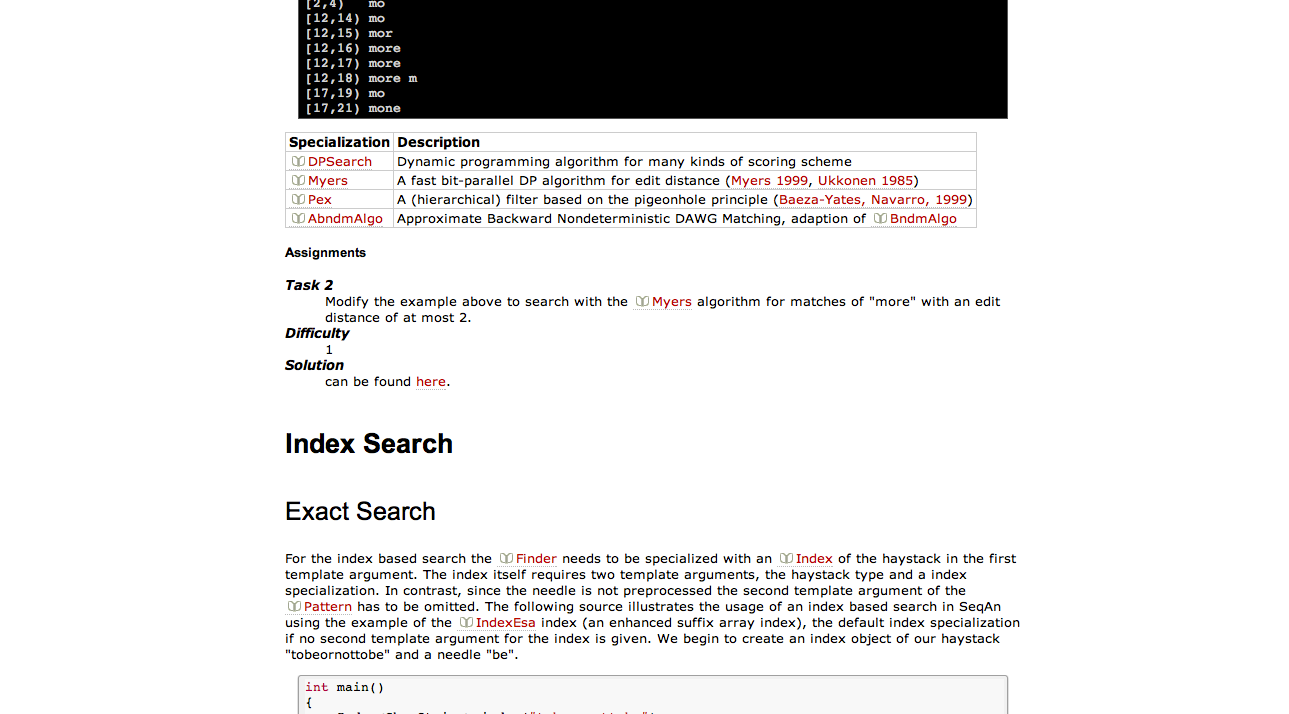 [2,4)   mo
[12,14) mo
[12,15) mor
[12,16) more
[12,17) more
[12,18) more m
[17,19) mo
[17,21) mone
Specialization Description
DPSearch Dynamic programming algorithm for many kinds of scoring scheme
Myers A fast bit-parallel DP algorithm for edit distance (Myers 1999, Ukkonen 1985)
Pex A (hierarchical) filter based on the pigeonhole principle (Baeza-Yates, Navarro, 1999)
AbndmAlgo Approximate Backward Nondeterministic DAWG Matching, adaption of BndmAlgo
Assignments
Task 2
Modify the example above to search with the Myers algorithm for matches of "more" with an edit
distance of at most 2.
Difficulty
1
Solution
can be found here.
Index Search
Exact Search
For the index based search the Finder needs to be specialized with an Index of the haystack in the first
template argument. The index itself requires two template arguments, the haystack type and a index
specialization. In contrast, since the needle is not preprocessed the second template argument of the
Pattern has to be omitted. The following source illustrates the usage of an index based search in SeqAn
using the example of the IndexEsa index (an enhanced suffix array index), the default index specialization
if no second template argument for the index is given. We begin to create an index object of our haystack
"tobeornottobe" and a needle "be".
int main()
{